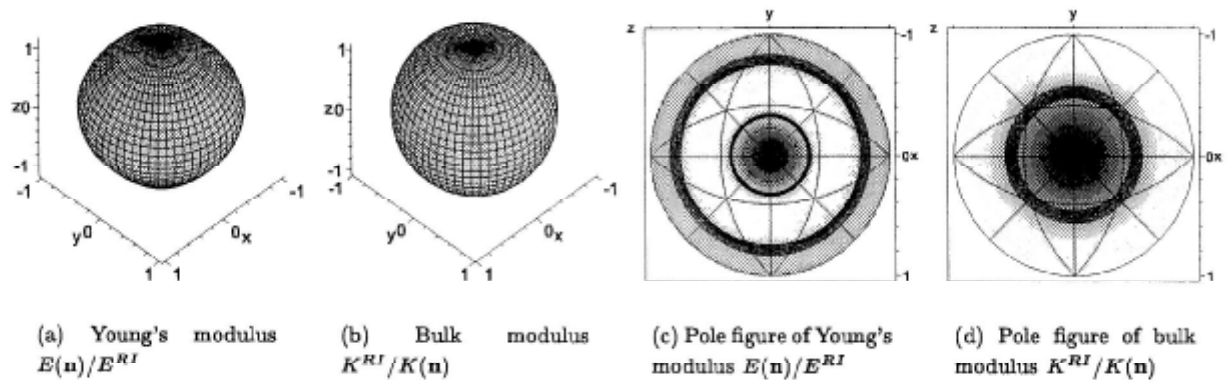 z
y
y
1
1
-1
z0
z0
0x
0x
-1
-1
-1
-1
-1
-1
y0
0x
y0
0x
1 1
1 1
1
z
1
(a) Young's modulus
E(n)/E^{RI}
(b) Bulk modulus
K^{RI}/K(n)
(c) Pole figure of Young's
modulus E(n)/E^{RI}
(d) Pole figure of bulk
modulus K^{RI}/K(n)